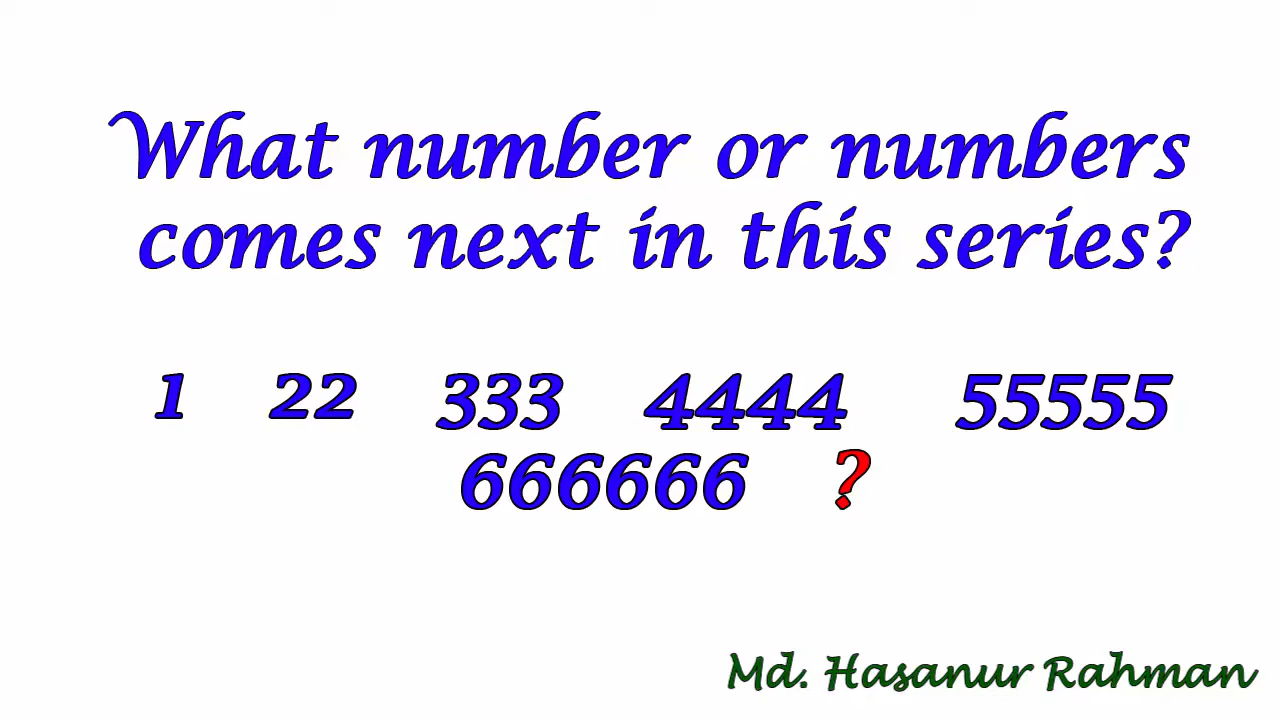 What number or numbers
comes next in this series?
1 22 333 4444 55555
666666 ?
Md. Hasanur Rahman